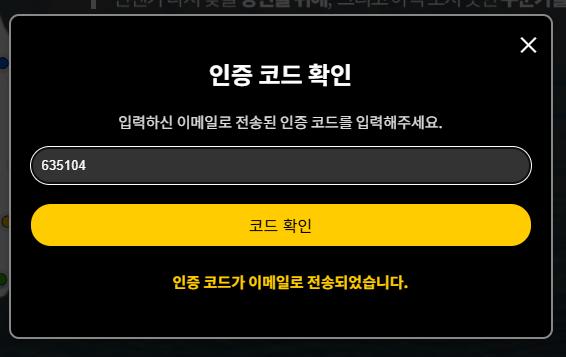 인증 코드 확인
입력하신 이메일로 전송된 인증 코드를 입력해주세요.
635104
코드 확인
인증 코드가 이메일로 전송되었습니다.